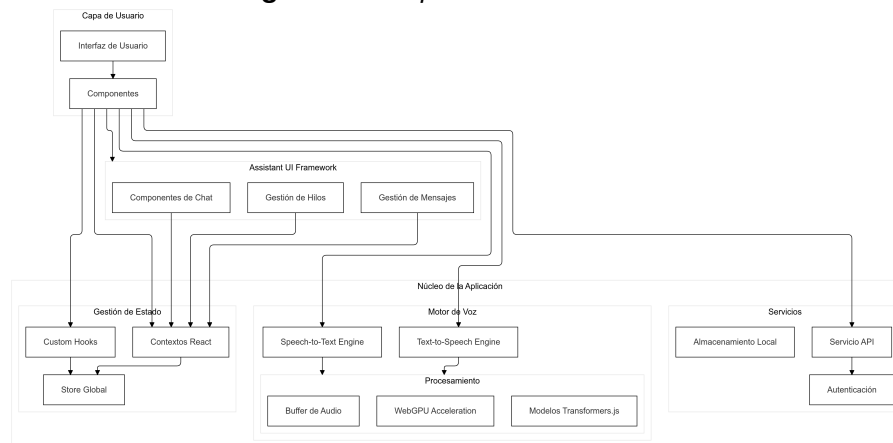 Capa de Usuario
Interfaz de Usuario
Componentes
Assistant UI Framework
Componentes de Chat
Gestión de Hilos
Gestión de Mensajes
Núcleo de la Aplicación
Gestión de Estado
Motor de Voz
Servicios
Custom Hooks
Contextos React
Speech-to-Text Engine
Text-to-Speech Engine
Almacenamiento Local
Servicio API
Store Global
Procesamiento
Autenticación
Buffer de Audio
WebGPU Acceleration
Modelos Transformers.js